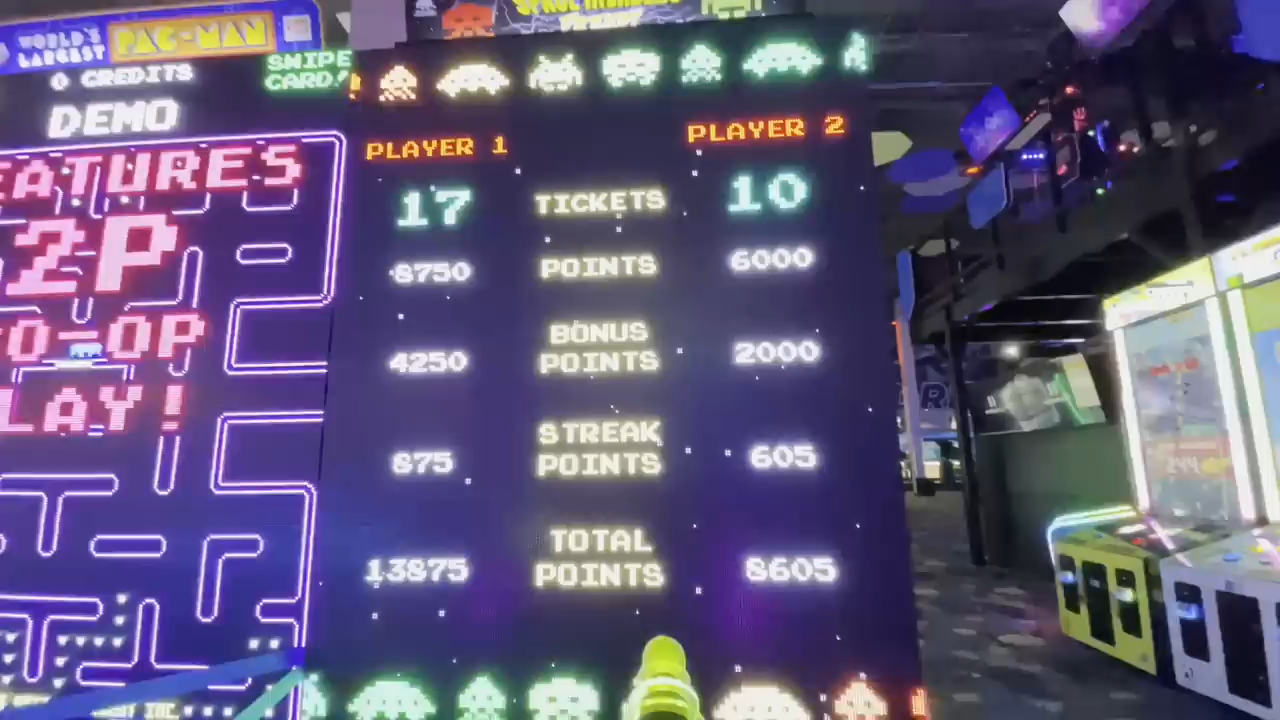 WORLD'S
LARGEST
PAC-MAN
0 CREDITS
SWIPE
CARD!
DEMO
EATURES
2P
O-OP
LAY!
PLAYER 1
PLAYER 2
17 TICKETS 10
8750 POINTS 6000
BONUS
4250 POINTS 2000
STREAK
875 POINTS 605
TOTAL
13875 POINTS 8605